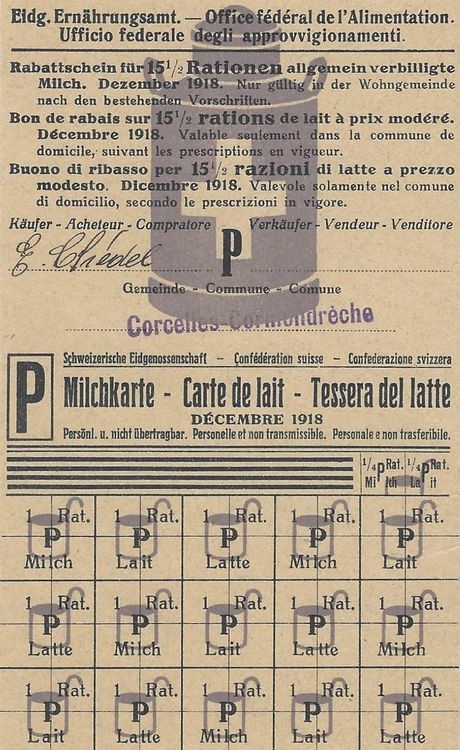 Eidg. Ernährungsamt. — Office fédéral de l'Alimentation.
Ufficio federale degli approvvigionamenti.
Rabattschein für 15 1/2 Rationen allgemein verbilligte
Milch. Dezember 1918. Nur gültig in der Wohngemeinde
nach den bestehenden Vorschriften.
Bon de rabais sur 15 1/2 rations de lait à prix modéré.
Décembre 1918. Valable seulement dans la commune de
domicile, suivant les prescriptions en vigueur.
Buono di ribasso per 15 1/2 razioni di latte a prezzo
modesto. Dicembre 1918. Valevole solamente nel comune
di domicilio, secondo le prescrizioni in vigore.
Käufer - Acheteur - Compratore Verkäufer - Vendeur - Venditore
E. P
Gemeinde - Commune - Comune
Corcelles-Cormondrèche
Schweizerische Eidgenossenschaft - Confédération suisse - Confederazione svizzera
P Milchkarte - Carte de lait - Tessera del latte
DÉCEMBRE 1918
Persönl. u. nicht übertragbar. Personelle et non transmissible. Personale e non trasferibile.
1/4 P Rat. 1/4 P Rat.
Milch Lait
1 Rat. 1 Rat. 1 Rat. 1 Rat. 1 Rat.
P P P P P
Milch Lait Latte Milch Lait
1 Rat. 1 Rat. 1 Rat. 1 Rat. 1 Rat.
P P P P P
Latte Milch Lait Latte Milch
1 Rat. 1 Rat. 1 Rat. 1 Rat. 1 Rat.
P P P P P
Lait Latte Milch Lait Latte